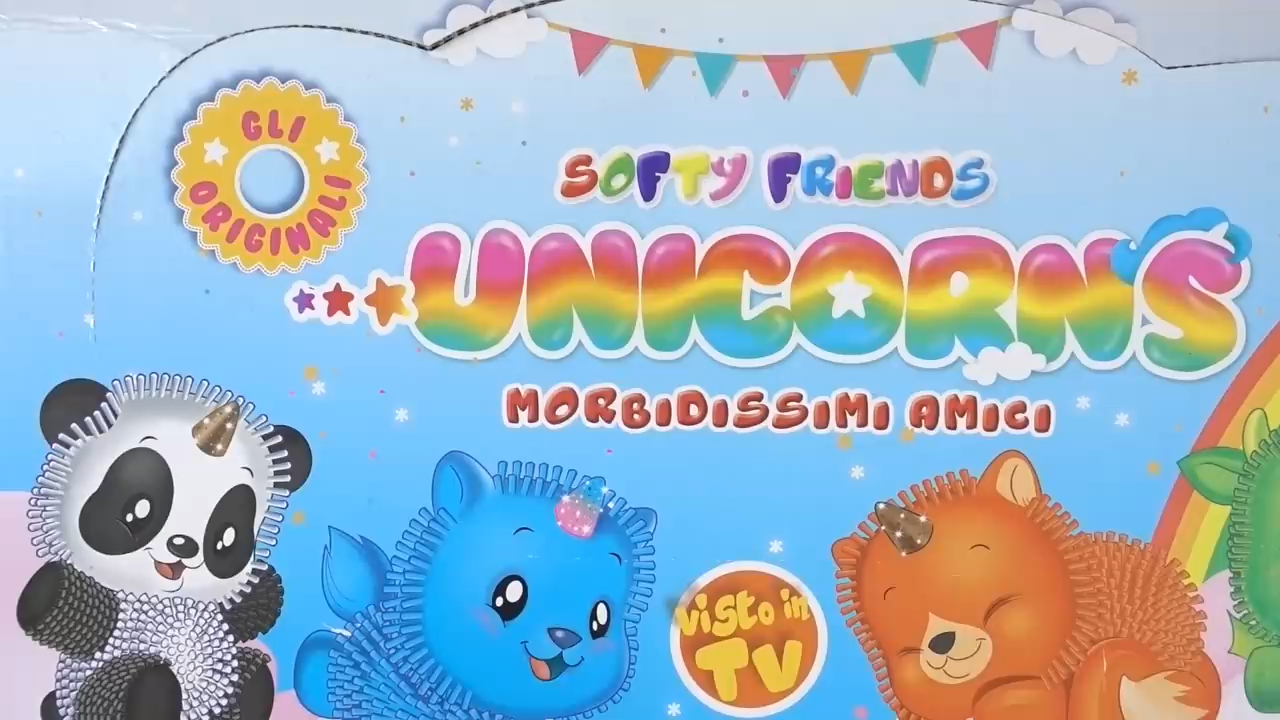 GLI
ORIGINALI
SOFTY FRIENDS
UNICORNS
MORBIDISSIMI AMICI
visto in
TV